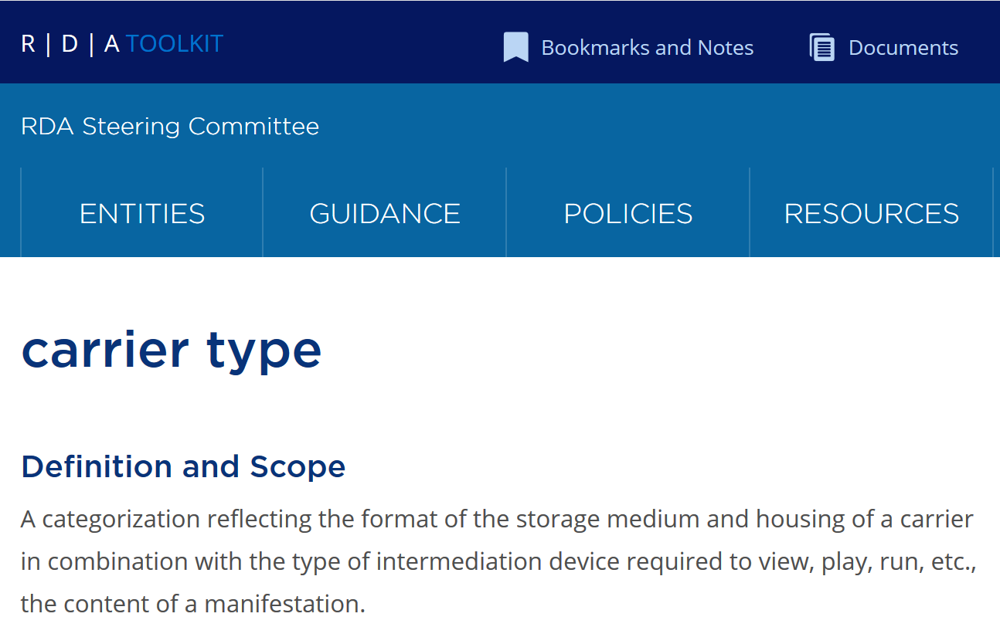 R | D | A TOOLKIT
Bookmarks and Notes
Documents
RDA Steering Committee
ENTITIES
GUIDANCE
POLICIES
RESOURCES
carrier type
Definition and Scope
A categorization reflecting the format of the storage medium and housing of a carrier
in combination with the type of intermediation device required to view, play, run, etc.,
the content of a manifestation.